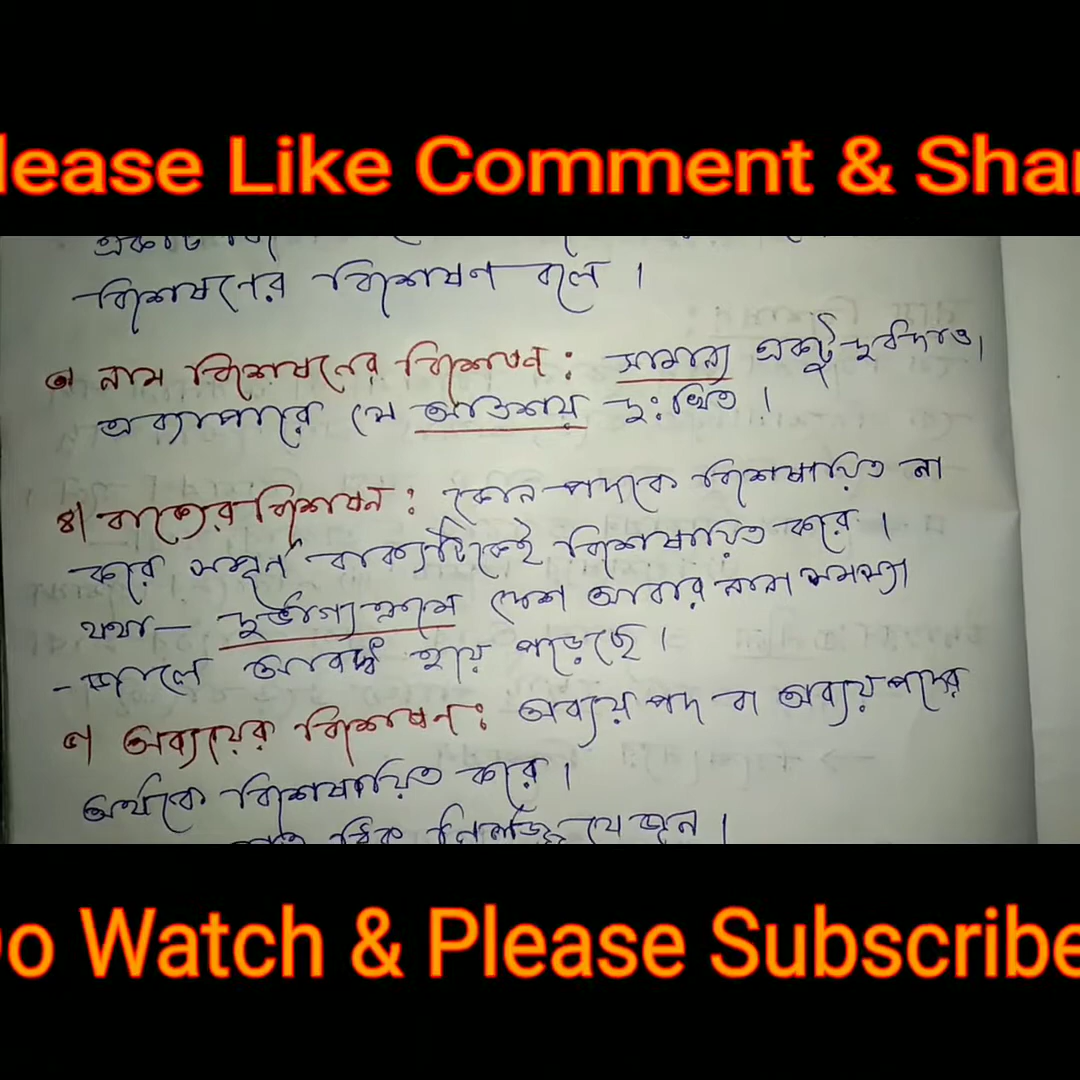 lease Like Comment & Shar
বিশেষণের বিশেষণ বলে ।
৩। নাম বিশেষণের বিশেষণ : সামান্য একটু দুধ দাও।
এ ব্যাপারে সে অতিশয় দুঃখিত ।
৪। বাক্যের বিশেষণ : কোন পদকে বিশেষায়িত না
করে সম্পূর্ণ বাক্যটিকেই বিশেষায়িত করে ।
যথা— দুর্ভাগ্যক্রমে দেশ আবার নানা সমস্যা
-জালে আবদ্ধ হয়ে পড়েছে ।
৫। অব্যয়ের বিশেষণ : অব্যয় পদ বা অব্যয় পদের
অর্থকে বিশেষায়িত করে ।
ধিক নির্লজ্জ যে জন ।
o Watch & Please Subscribe